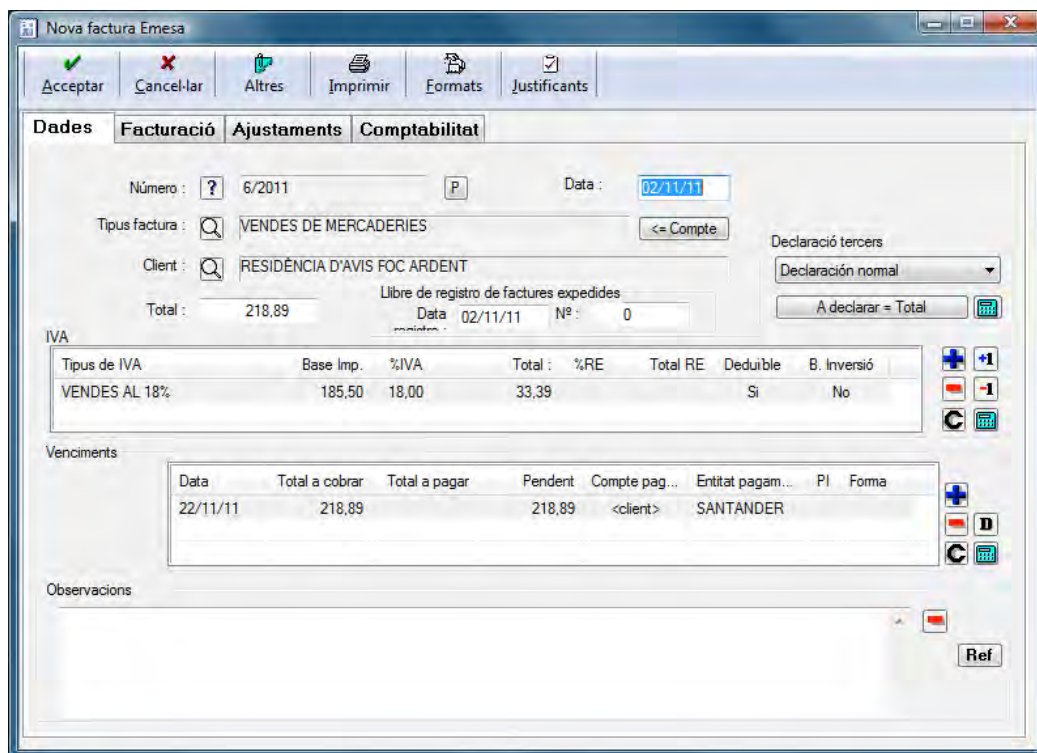 Nova factura Emesa
Acceptar Cancel·lar Altres Imprimir Formats Justificants
Dades Facturació Ajustaments Comptabilitat
Número : ? 6/2011 P Data : 02/11/11
Tipus factura : VENDES DE MERCADERIES <= Compte
Declaració tercers
Client : RESIDÈNCIA D'AVIS FOC ARDENT Declaración normal
Llibre de registro de factures expedides
Total : 218,89 Data registro : 02/11/11 Nº : 0 A declarar = Total
IVA
Tipus de IVA Base Imp. %IVA Total : %RE Total RE Deduïble B. Inversió +1
VENDES AL 18% 185,50 18,00 33,39 Si No -1
C
Venciments
Data Total a cobrar Total a pagar Pendent Compte pag... Entitat pagam... PI Forma
22/11/11 218,89 218,89 <client> SANTANDER
D
C
Observacions
Ref